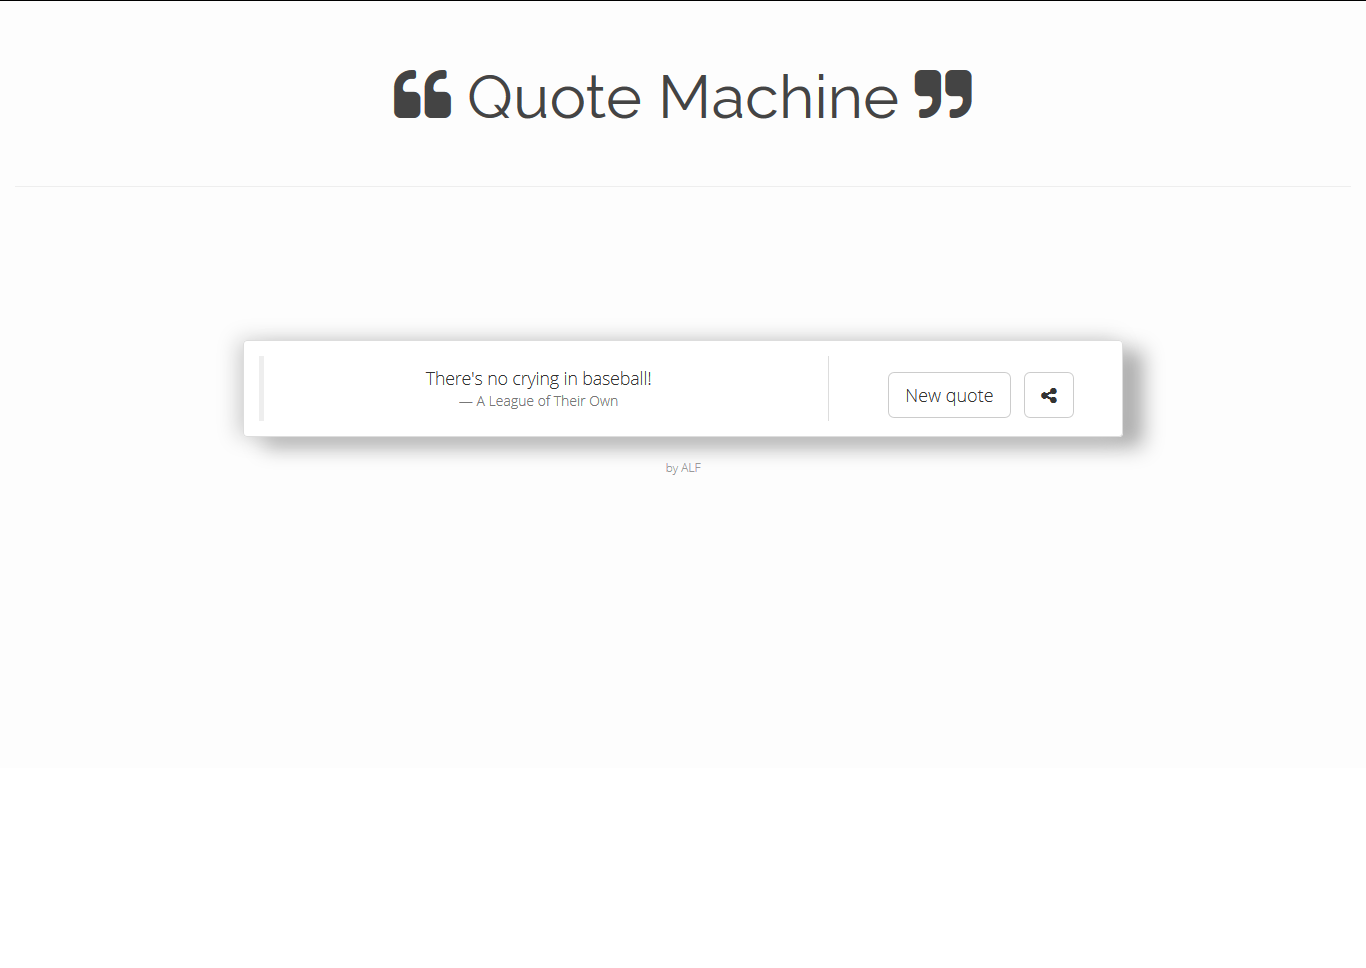 Quote Machine
There's no crying in baseball!
— A League of Their Own
New quote
by ALF